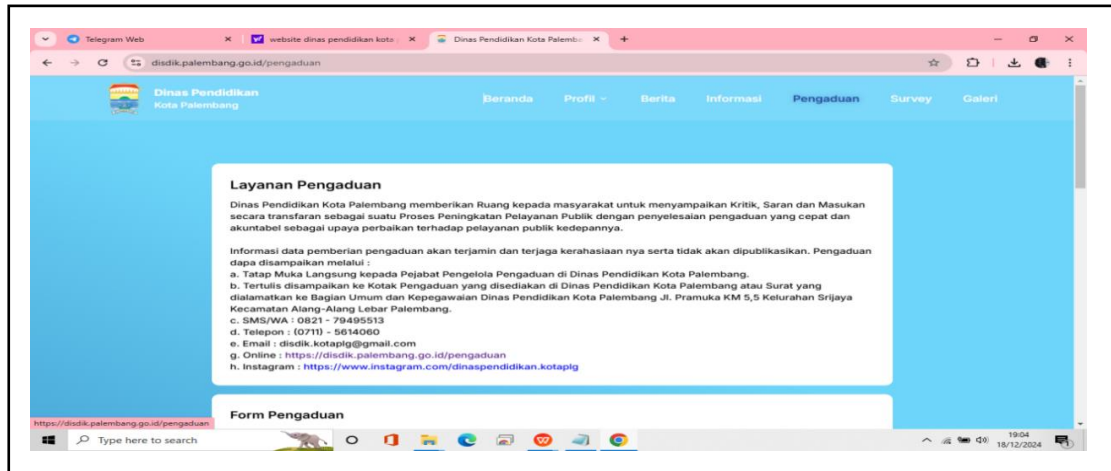 Telegram Web
website dinas pendidikan kota
Dinas Pendidikan Kota Palemba
disdik.palembang.go.id/pengaduan
Dinas Pendidikan
Kota Palembang
Beranda Profil Berita Informasi Pengaduan Survey Galeri
Layanan Pengaduan
Dinas Pendidikan Kota Palembang memberikan Ruang kepada masyarakat untuk menyampaikan Kritik, Saran dan Masukan
secara transfaran sebagai suatu Proses Peningkatan Pelayanan Publik dengan penyelesaian pengaduan yang cepat dan
akuntabel sebagai upaya perbaikan terhadap pelayanan publik kedepannya.
Informasi data pemberian pengaduan akan terjamin dan terjaga kerahasiaan nya serta tidak akan dipublikasikan. Pengaduan
dapa disampaikan melalui :
a. Tatap Muka Langsung kepada Pejabat Pengelola Pengaduan di Dinas Pendidikan Kota Palembang.
b. Tertulis disampaikan ke Kotak Pengaduan yang disediakan di Dinas Pendidikan Kota Palembang atau Surat yang
dialamatkan ke Bagian Umum dan Kepegawaian Dinas Pendidikan Kota Palembang Jl. Pramuka KM 5,5 Kelurahan Srijaya
Kecamatan Alang-Alang Lebar Palembang.
c. SMS/WA : 0821 - 79495513
d. Telepon : (0711) - 5614060
e. Email : disdik.kotaplg@gmail.com
g. Online : https://disdik.palembang.go.id/pengaduan
h. Instagram : https://www.instagram.com/dinaspendidikan.kotaplg
Form Pengaduan
https://disdik.palembang.go.id/pengaduan
Type here to search
19:04
18/12/2024